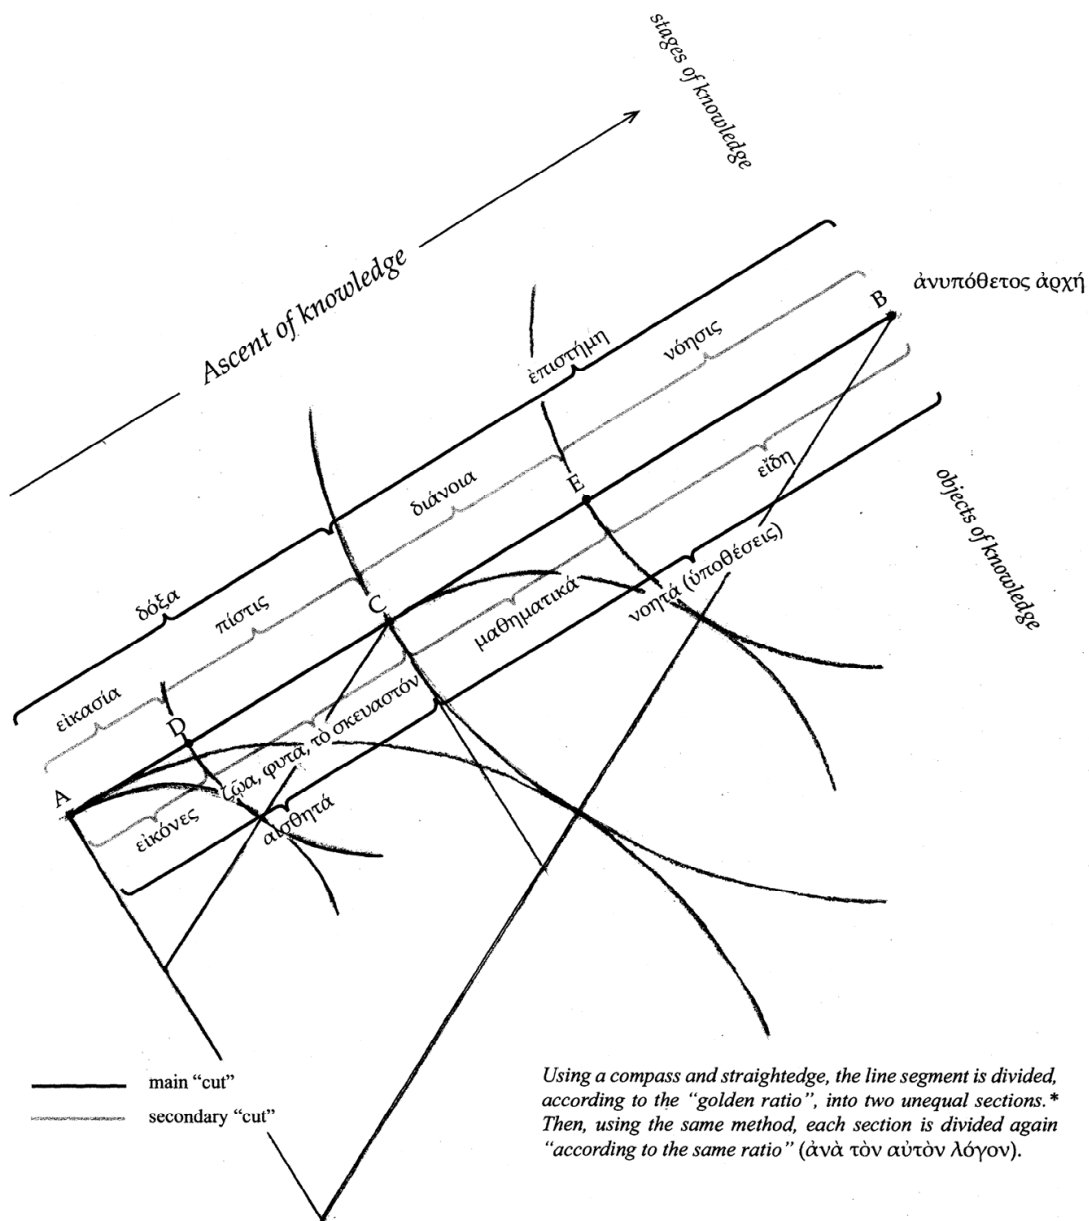 stages of knowledge
Ascent of knowledge
ἀνυπόθετος ἀρχή
B
ἐπιστήμη
νόησις
διάνοια
E
εἴδη
objects of knowledge
δόξα
πίστις
C
νοητά (ὑποθέσεις)
μαθηματικά
εἰκασία
D
ζῷα, φυτά, τὸ σκευαστόν
A
εἰκόνες
αἰσθητά
main “cut”
secondary “cut”
Using a compass and straightedge, the line segment is divided,
according to the “golden ratio”, into two unequal sections.*
Then, using the same method, each section is divided again
“according to the same ratio” (ἀνὰ τὸν αὐτὸν λόγον).